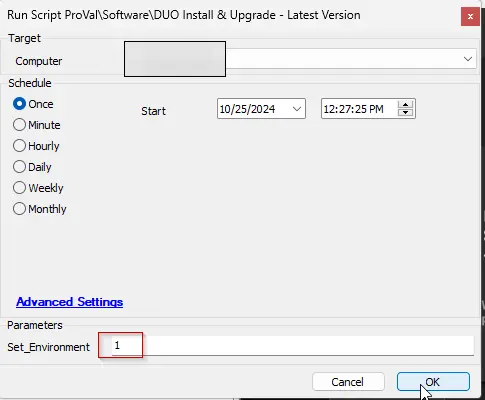 Run Script ProVal\Software\DUO Install & Upgrade - Latest Version
x
Target
Computer
Schedule
Once
Start
10/25/2024
12:27:25 PM
Minute
Hourly
Daily
Weekly
Monthly
Advanced Settings
Parameters
Set_Environment
1
Cancel
OK